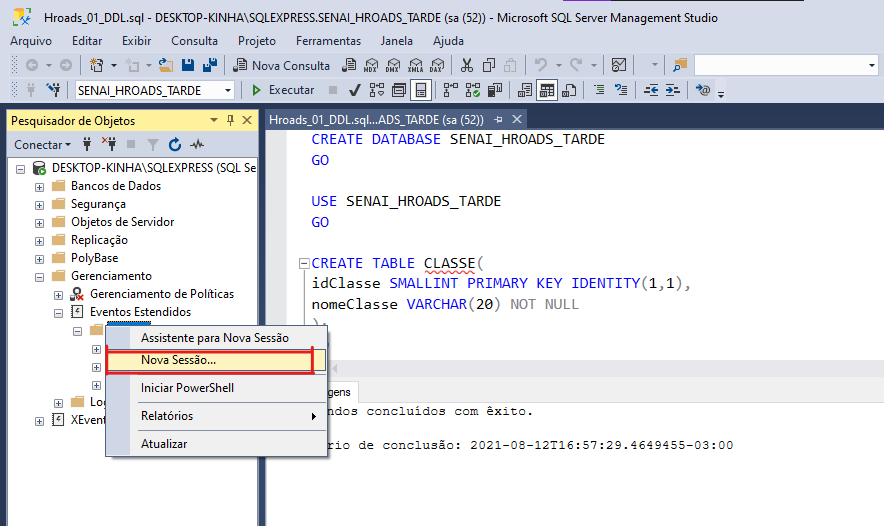 Hroads_01_DDL.sql - DESKTOP-KINHA\SQLEXPRESS.SENAI_HROADS_TARDE (sa (52)) - Microsoft SQL Server Management Studio
Arquivo Editar Exibir Consulta Projeto Ferramentas Janela Ajuda
Nova Consulta MDX DMX XMLA DAX
SENAI_HROADS_TARDE Executar
Pesquisador de Objetos
Conectar
DESKTOP-KINHA\SQLEXPRESS (SQL Se
Bancos de Dados
Segurança
Objetos de Servidor
Replicação
PolyBase
Gerenciamento
Gerenciamento de Políticas
Eventos Estendidos
Assistente para Nova Sessão
Nova Sessão...
Iniciar PowerShell
Relatórios
Atualizar
XEvent
Hroads_01_DDL.sql...ADS_TARDE (sa (52))
CREATE DATABASE SENAI_HROADS_TARDE
GO
USE SENAI_HROADS_TARDE
GO
CREATE TABLE CLASSE(
idClasse SMALLINT PRIMARY KEY IDENTITY(1,1),
nomeClasse VARCHAR(20) NOT NULL
);
gens
ndos concluídos com êxito.
rio de conclusão: 2021-08-12T16:57:29.4649455-03:00